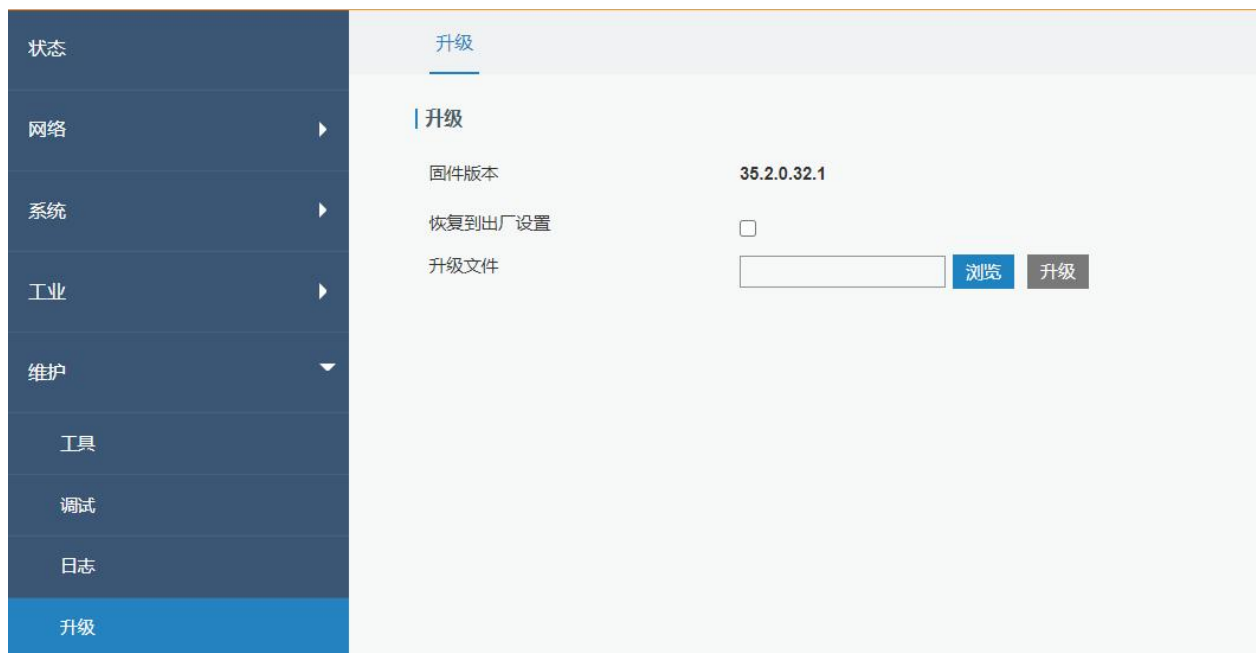 状态
网络
系统
工业
维护
工具
调试
日志
升级
升级
升级
固件版本 35.2.0.32.1
恢复到出厂设置
升级文件 浏览 升级